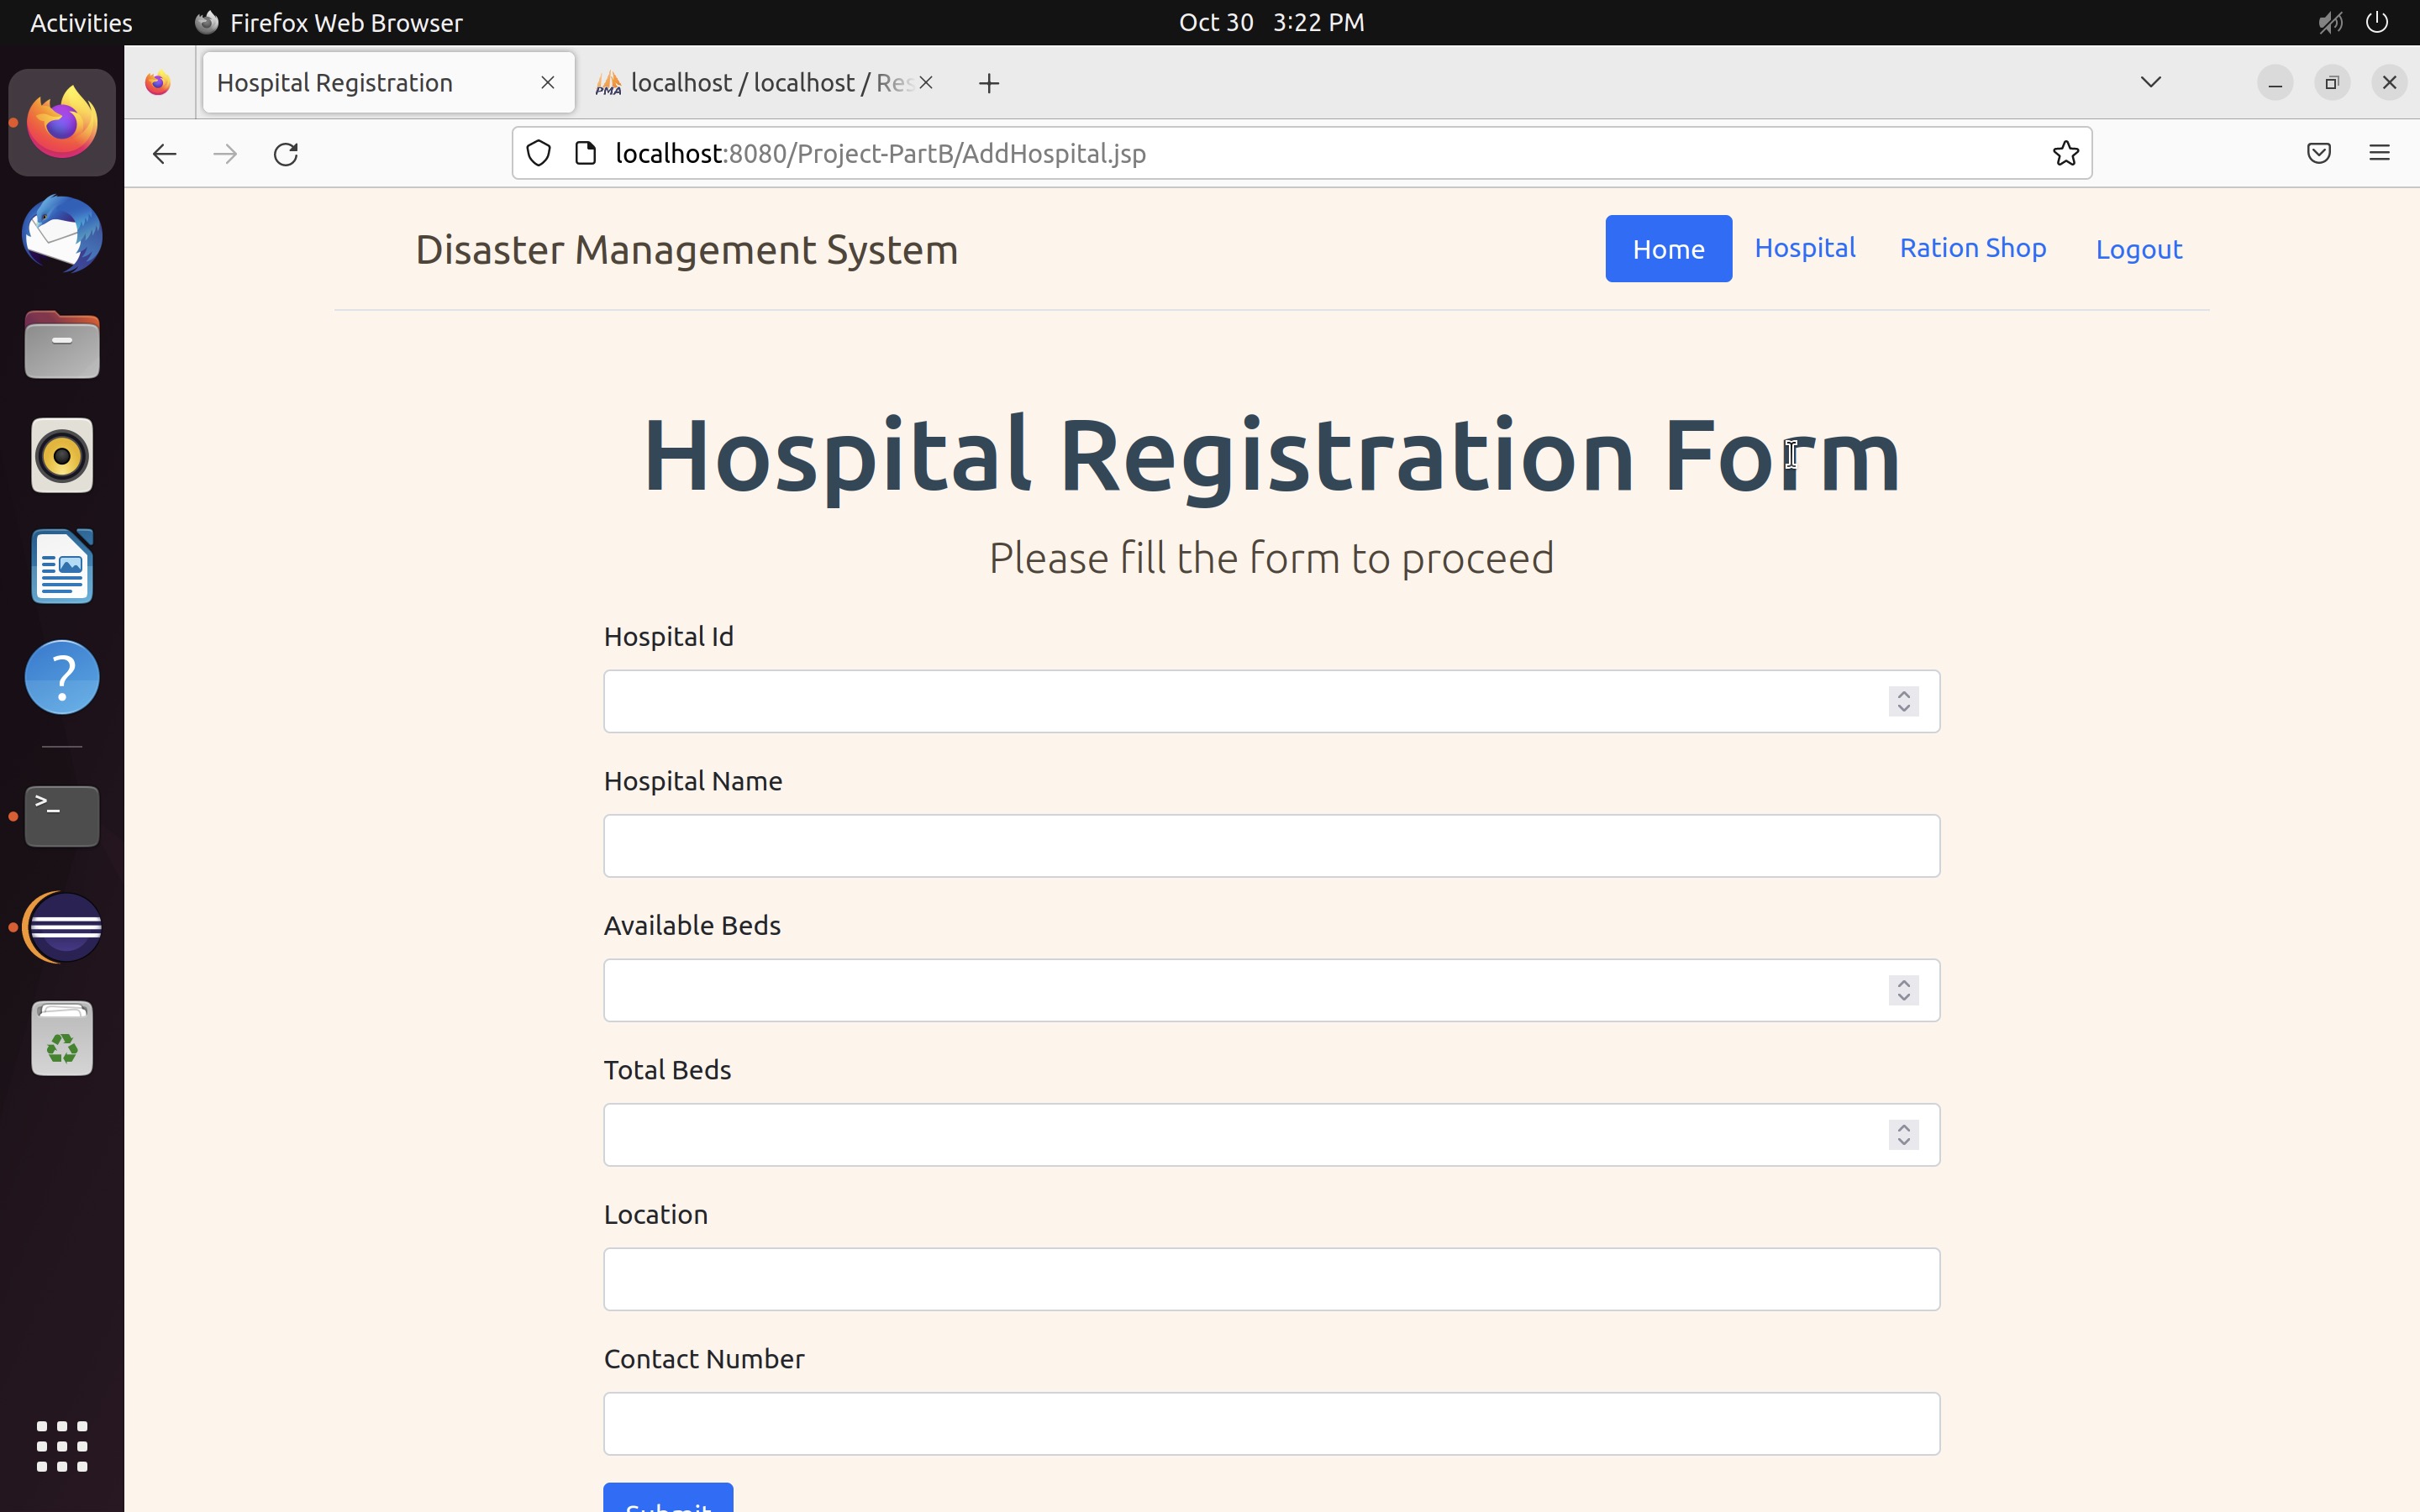 Activities Firefox Web Browser Oct 30 3:22 PM
Hospital Registration PMA localhost / localhost / Res
localhost:8080/Project-PartB/AddHospital.jsp
Disaster Management System Home Hospital Ration Shop Logout
Hospital Registration Form
Please fill the form to proceed
Hospital Id
Hospital Name
Available Beds
Total Beds
Location
Contact Number
Submit